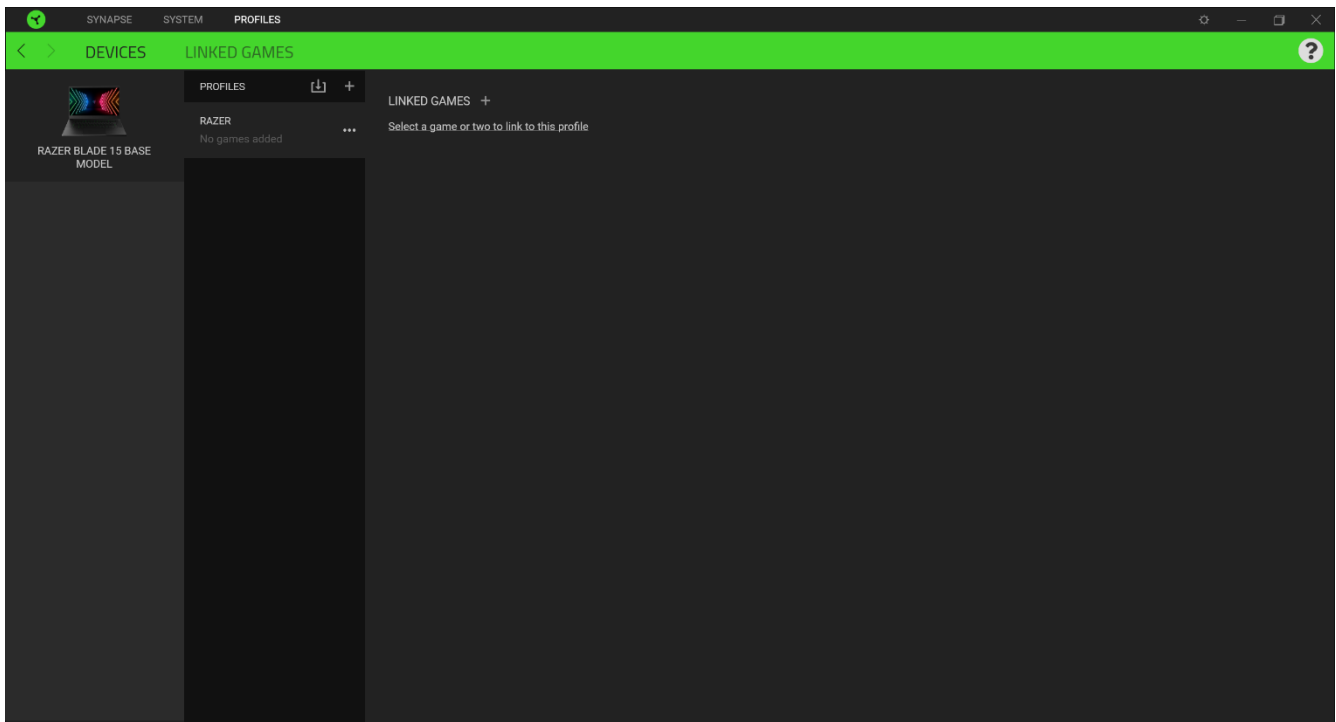 SYNAPSE SYSTEM PROFILES
DEVICES LINKED GAMES ?
RAZER BLADE 15 BASE
MODEL
PROFILES +
RAZER
No games added
LINKED GAMES +
Select a game or two to link to this profile